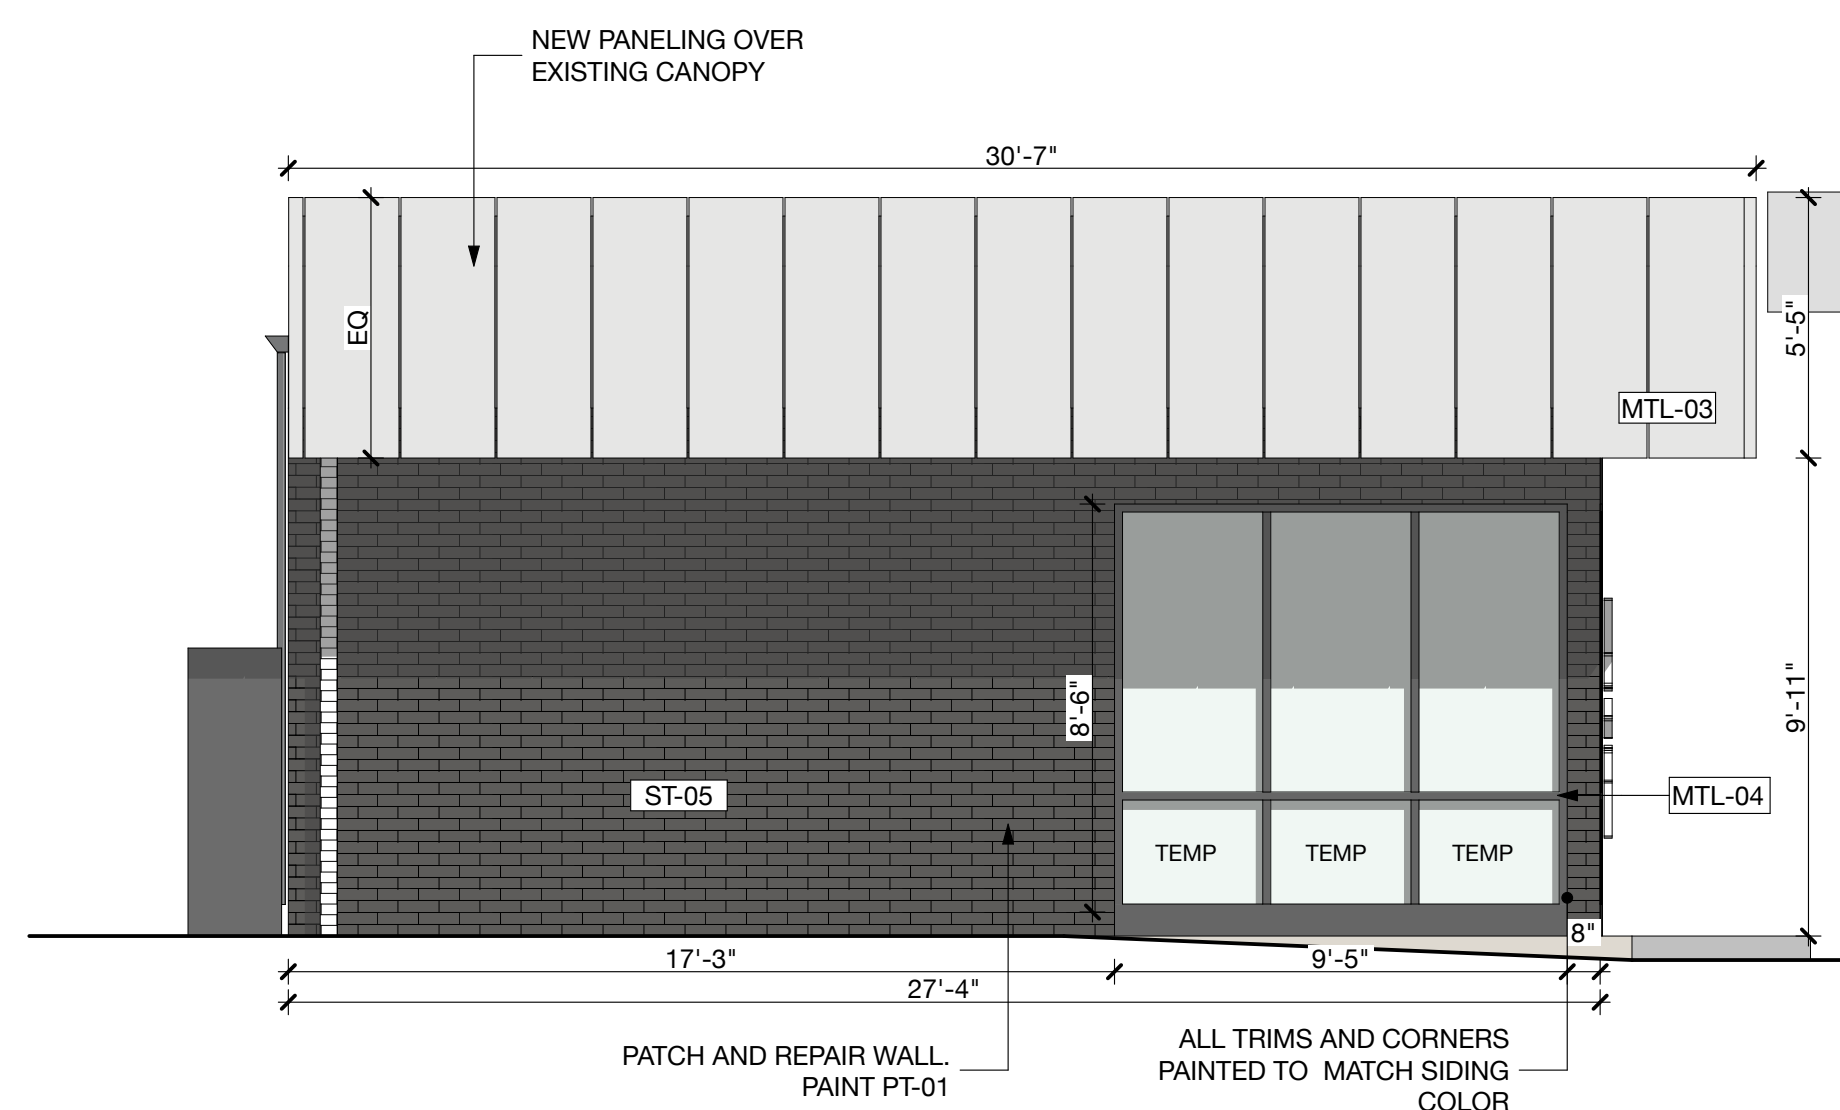 NEW PANELING OVER
EXISTING CANOPY
30'-7"
EQ
5'-5"
MTL-03
8'-6"
9'-11"
ST-05
MTL-04
TEMP
TEMP
TEMP
8"
17'-3"
9'-5"
27'-4"
PATCH AND REPAIR WALL.
PAINT PT-01
ALL TRIMS AND CORNERS
PAINTED TO MATCH SIDING
COLOR